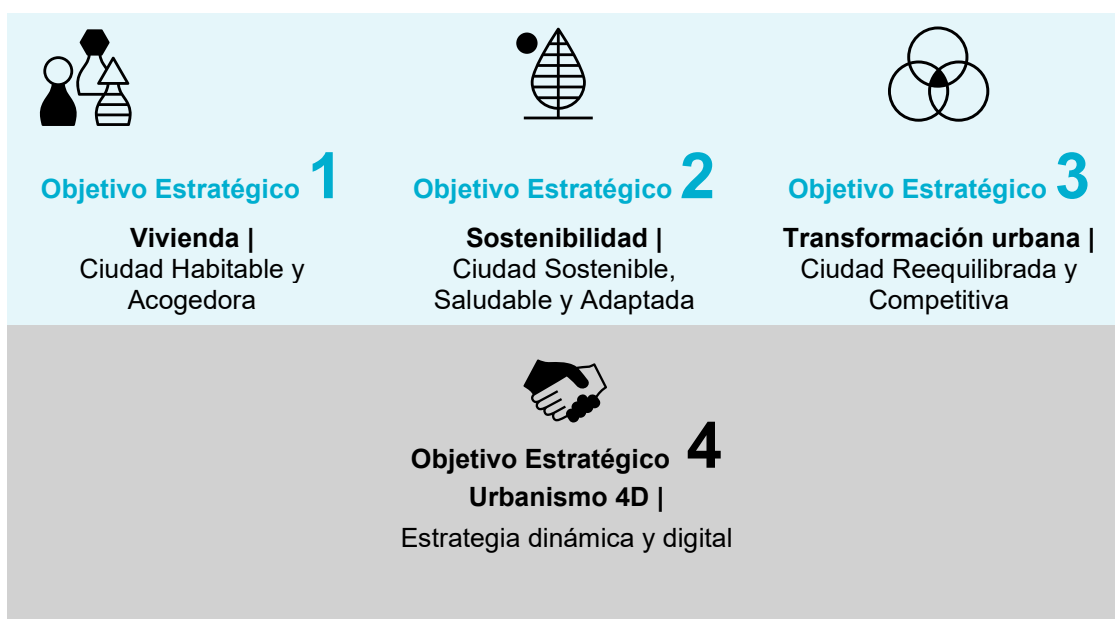 Objetivo Estratégico 1
Vivienda |
Ciudad Habitable y
Acogedora
Objetivo Estratégico 2
Sostenibilidad |
Ciudad Sostenible,
Saludable y Adaptada
Objetivo Estratégico 3
Transformación urbana |
Ciudad Reequilibrada y
Competitiva
Objetivo Estratégico 4
Urbanismo 4D |
Estrategia dinámica y digital